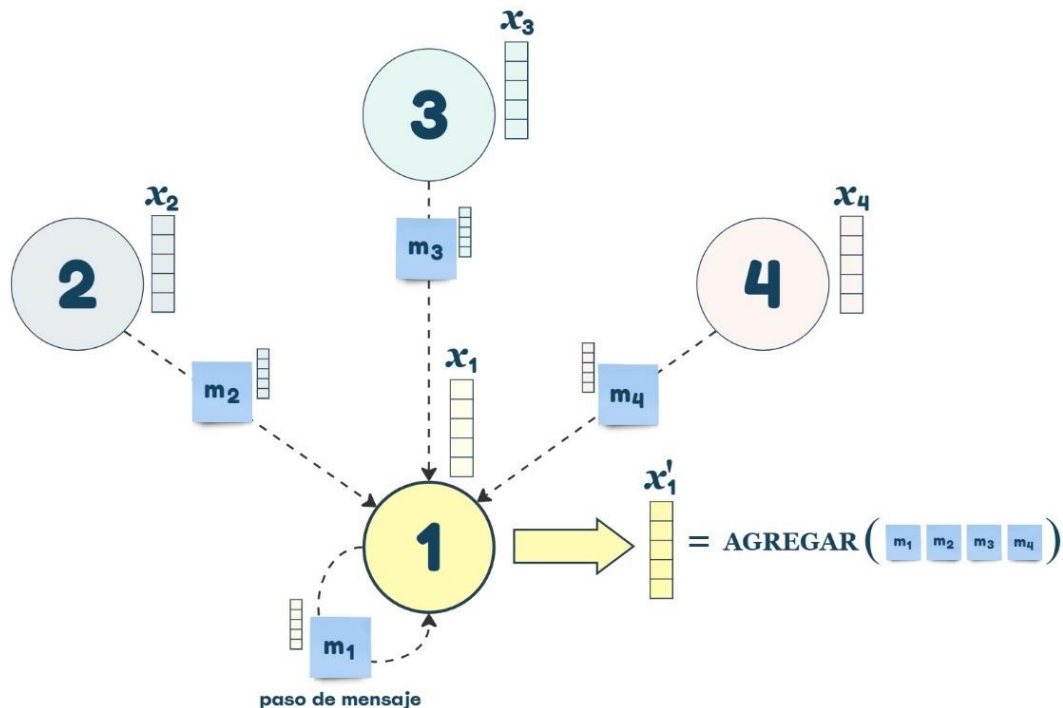 x₃
3
m₃
x₂
2
m₂
x₄
4
m₄
x₁
1
x'₁ = AGREGAR ( m₁ m₂ m₃ m₄ )
m₁
paso de mensaje